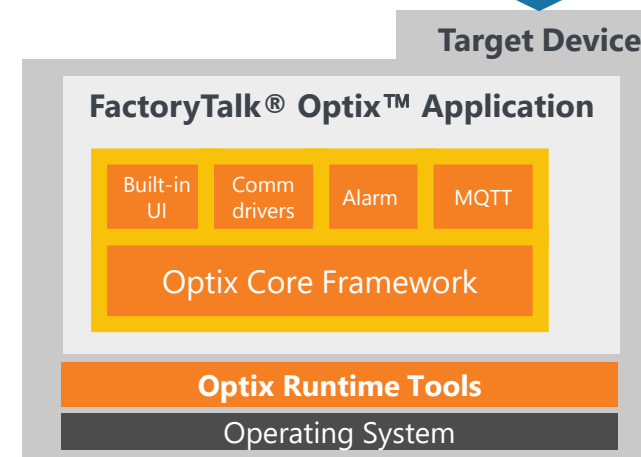 Target Device
FactoryTalk® Optix™ Application
Built-in
UI
Comm
drivers
Alarm
MQTT
Optix Core Framework
Optix Runtime Tools
Operating System